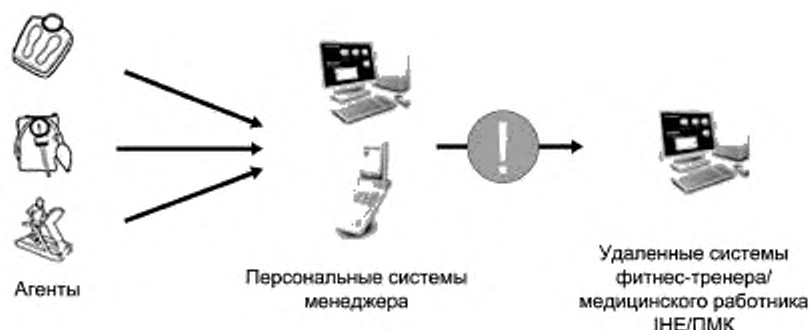 Агенты
Персональные системы
менеджера
Удаленные системы
фитнес-тренера/
медицинского работника
IHE/ПМК